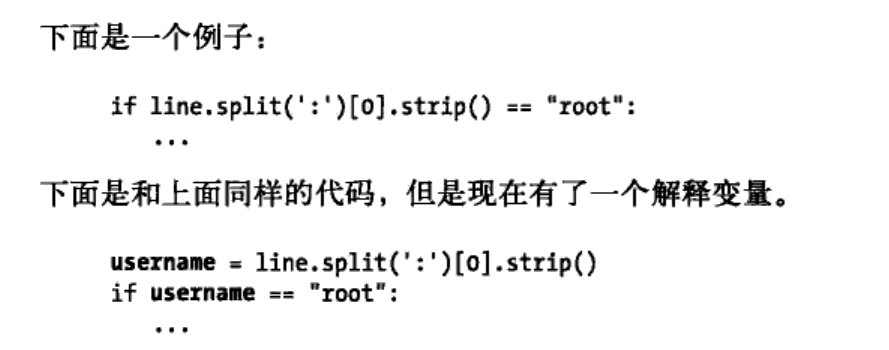 下面是一个例子：
if line.split(':')[0].strip() == "root":
...
下面是和上面同样的代码，但是现在有了一个解释变量。
username = line.split(':')[0].strip()
if username == "root":
...